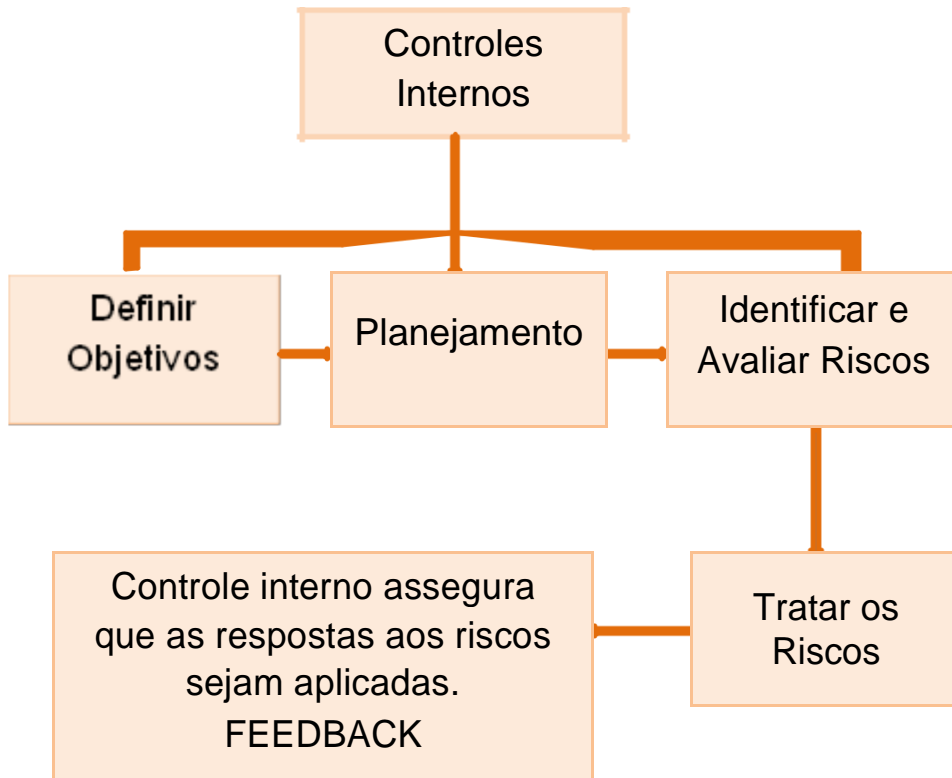 Controles
Internos
Definir
Objetivos
Planejamento
Identificar e
Avaliar Riscos
Tratar os
Riscos
Controle interno assegura
que as respostas aos riscos
sejam aplicadas.
FEEDBACK